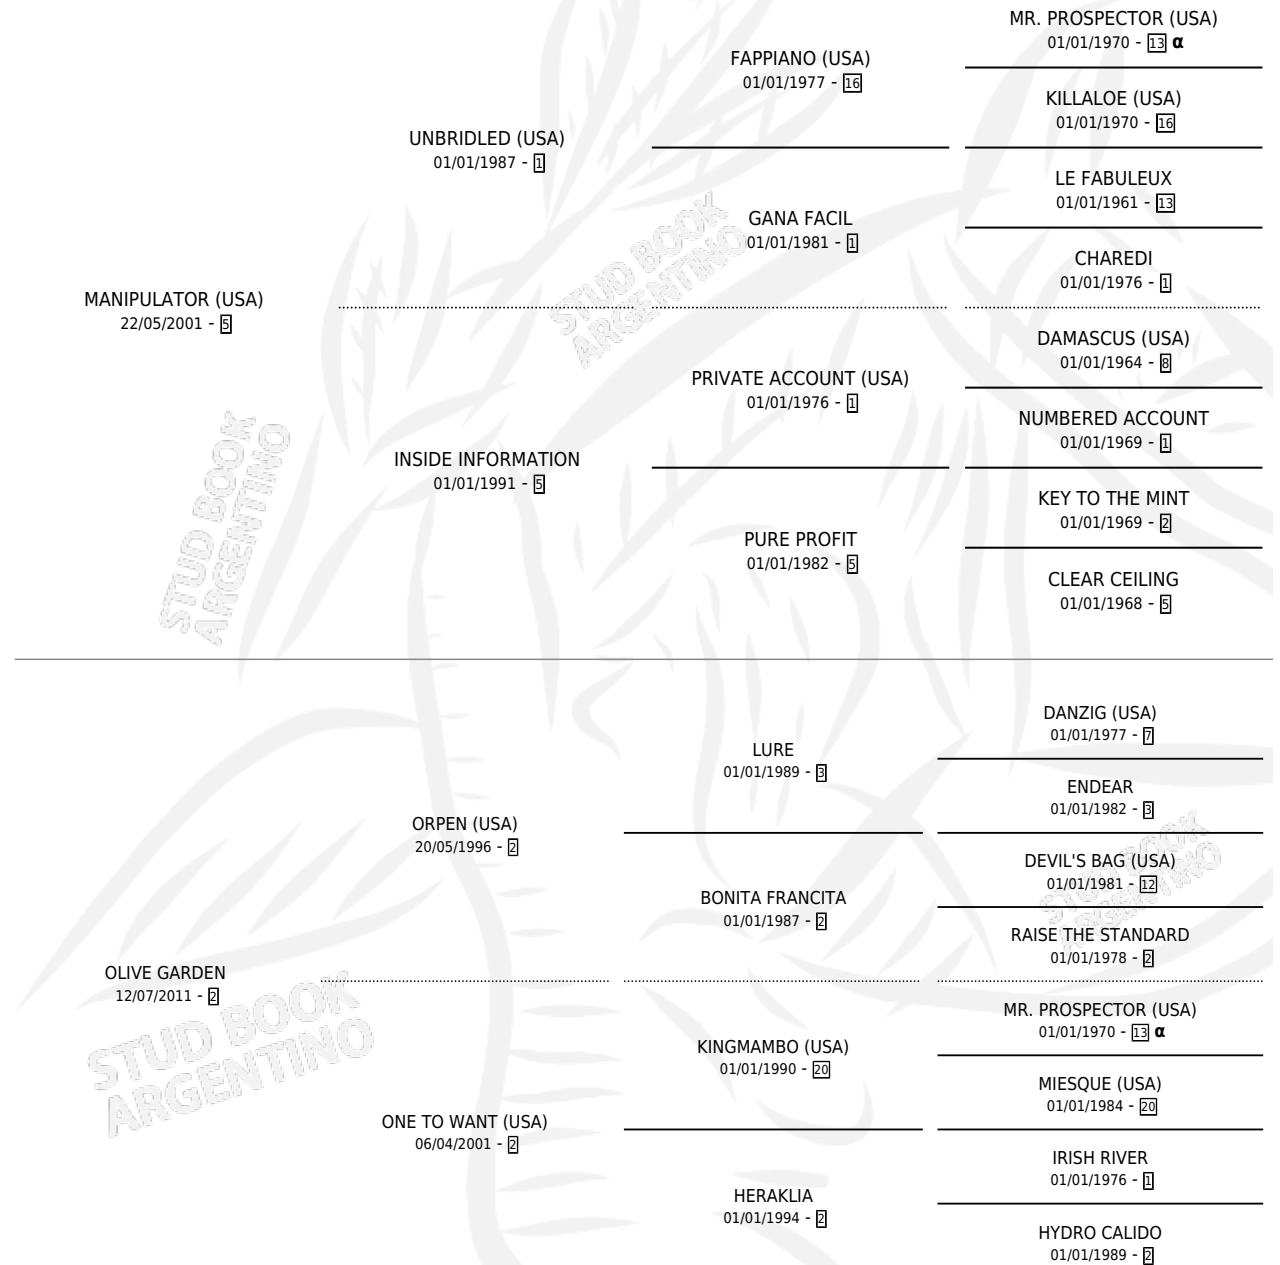 MR. PROSPECTOR (USA)
01/01/1970 - 13 α
FAPPIANO (USA)
01/01/1977 - 16
KILLALOE (USA)
01/01/1970 - 16
UNBRIDLED (USA)
01/01/1987 - 1
LE FABULEUX
01/01/1961 - 13
GANA FACIL
01/01/1981 - 1
CHAREDI
01/01/1976 - 1
MANIPULATOR (USA)
22/05/2001 - 5
DAMASCUS (USA)
01/01/1964 - 8
PRIVATE ACCOUNT (USA)
01/01/1976 - 1
NUMBERED ACCOUNT
01/01/1969 - 1
INSIDE INFORMATION
01/01/1991 - 5
KEY TO THE MINT
01/01/1969 - 2
PURE PROFIT
01/01/1982 - 5
CLEAR CEILING
01/01/1968 - 5
DANZIG (USA)
01/01/1977 - 7
LURE
01/01/1989 - 3
ENDEAR
01/01/1982 - 3
ORPEN (USA)
20/05/1996 - 2
DEVIL'S BAG (USA)
01/01/1981 - 12
BONITA FRANCITA
01/01/1987 - 2
RAISE THE STANDARD
01/01/1978 - 2
OLIVE GARDEN
12/07/2011 - 2
MR. PROSPECTOR (USA)
01/01/1970 - 13 α
KINGMAMBO (USA)
01/01/1990 - 20
MIESQUE (USA)
01/01/1984 - 20
ONE TO WANT (USA)
06/04/2001 - 2
IRISH RIVER
01/01/1976 - 1
HERAKLIA
01/01/1994 - 2
HYDRO CALIDO
01/01/1989 - 2
STUD BOOK
ARGENTINO
STUD BOOK
ARGENTINO
STUD BOOK
ARGENTINO
STUD BOOK
ARGENTINO